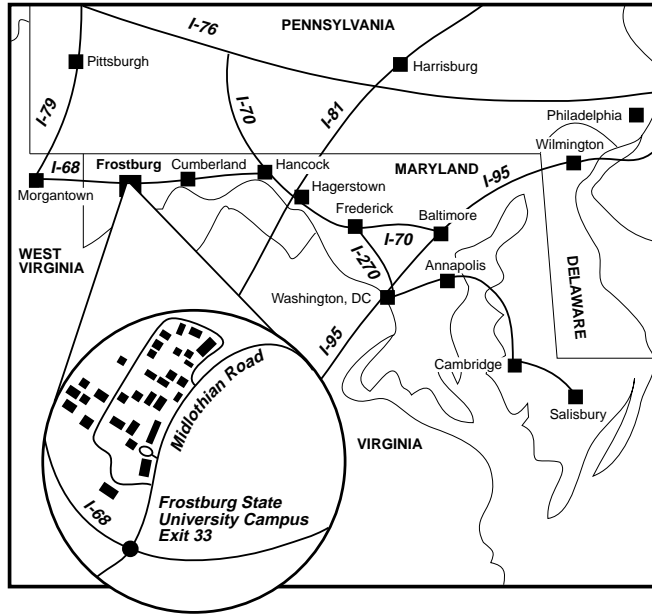 I-76
PENNSYLVANIA
Pittsburgh
Harrisburg
I-79
I-70
I-81
Philadelphia
Wilmington
I-68
Frostburg
Cumberland
Hancock
MARYLAND
I-95
Morgantown
Hagerstown
Frederick
Baltimore
I-70
WEST
VIRGINIA
I-270
Annapolis
DELAWARE
Washington, DC
I-95
Cambridge
Salisbury
Midlothian Road
VIRGINIA
I-68
Frostburg State
University Campus
Exit 33